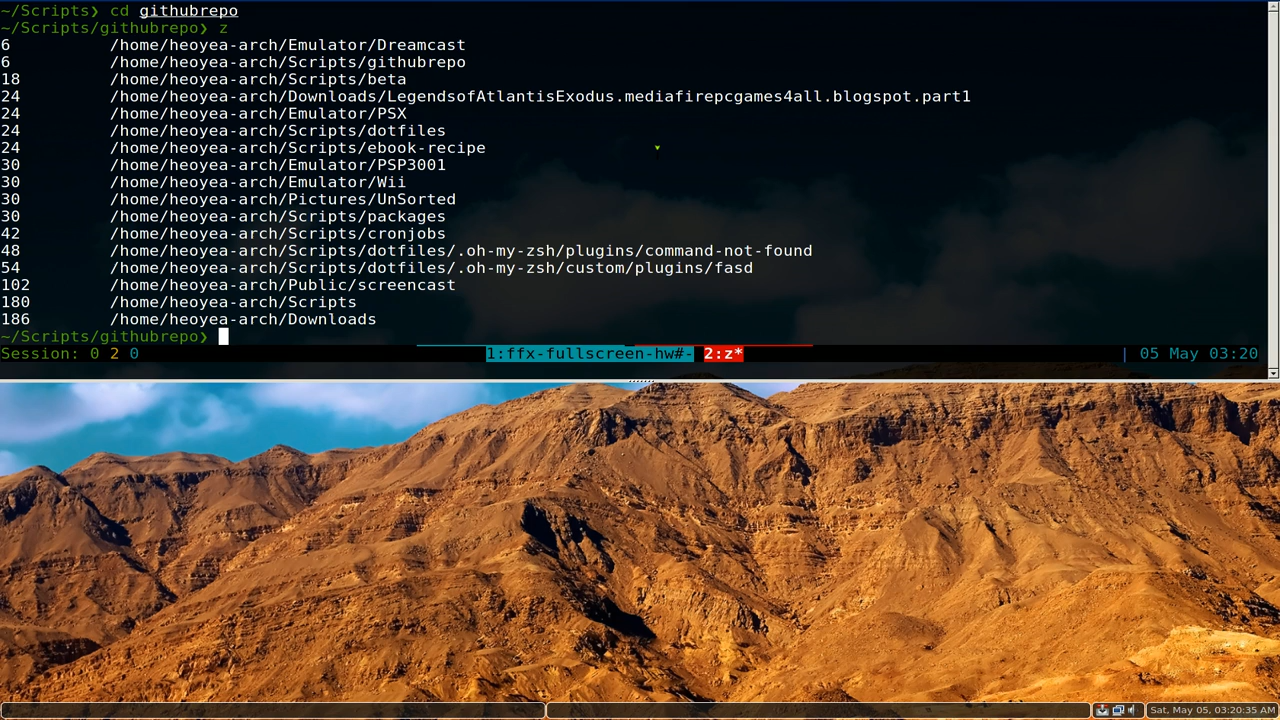 ~/Scripts❯ cd githubrepo
~/Scripts/githubrepo❯ z
6 /home/heoyea-arch/Emulator/Dreamcast
6 /home/heoyea-arch/Scripts/githubrepo
18 /home/heoyea-arch/Scripts/beta
24 /home/heoyea-arch/Downloads/LegendsofAtlantisExodus.mediafirepcgames4all.blogspot.part1
24 /home/heoyea-arch/Emulator/PSX
24 /home/heoyea-arch/Scripts/dotfiles
24 /home/heoyea-arch/Scripts/ebook-recipe
30 /home/heoyea-arch/Emulator/PSP3001
30 /home/heoyea-arch/Emulator/Wii
30 /home/heoyea-arch/Pictures/UnSorted
30 /home/heoyea-arch/Scripts/packages
42 /home/heoyea-arch/Scripts/cronjobs
48 /home/heoyea-arch/Scripts/dotfiles/.oh-my-zsh/plugins/command-not-found
54 /home/heoyea-arch/Scripts/dotfiles/.oh-my-zsh/custom/plugins/fasd
102 /home/heoyea-arch/Public/screencast
180 /home/heoyea-arch/Scripts
186 /home/heoyea-arch/Downloads
~/Scripts/githubrepo❯
Session: 0 2 0 1:ffx-fullscreen-hw#- 2:z* | 05 May 03:20
Sat, May 05, 03:20:35 AM